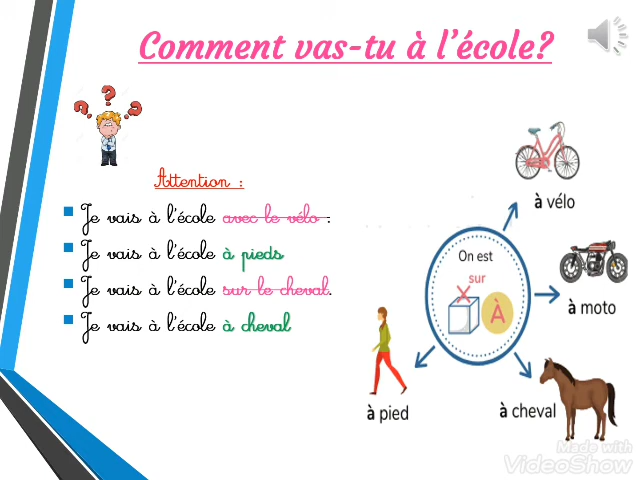 Comment vas-tu à l'école?
Attention :
Je vais à l'école avec le vélo .
Je vais à l'école à pieds
Je vais à l'école sur le cheval.
Je vais à l'école à cheval
à vélo
On est
sur
À
à moto
à pied
à cheval
Made with
VideoShow